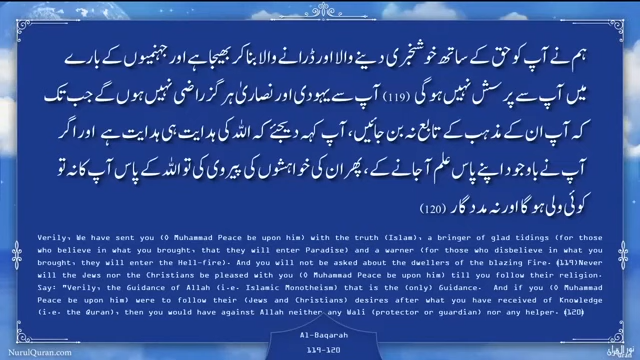 ہم نے آپ کو حق کے ساتھ خوشخبری دینے والا اور ڈرانے والا بنا کر بھیجا ہے اور جہنمیوں کے بارے
میں آپ سے پرسش نہیں ہوگی (119) آپ سے یہودی اور نصاریٰ ہرگز راضی نہیں ہوں گے جب تک
کہ آپ ان کے مذہب کے تابع نہ بن جائیں، آپ کہہ دیجئے کہ اللہ کی ہدایت ہی ہدایت ہے اور اگر
آپ نے باوجود اپنے پاس علم آجانے کے، پھر ان کی خواہشوں کی پیروی کی تو اللہ کے پاس آپ کا نہ تو
کوئی ولی ہوگا اور نہ مددگار (120)
Verily, We have sent you (O Muhammad Peace be upon him) with the truth (Islam), a bringer of glad tidings (for those
who believe in what you brought, that they will enter Paradise) and a warner (for those who disbelieve in what you
brought, they will enter the Hell-fire). And you will not be asked about the dwellers of the blazing Fire. (119)Never
will the Jews nor the Christians be pleased with you (O Muhammad Peace be upon him) till you follow their religion.
Say: "Verily, the Guidance of Allah (i.e. Islamic Monotheism) that is the (only) Guidance. And if you (O Muhammad
Peace be upon him) were to follow their (Jews and Christians) desires after what you have received of Knowledge
(i.e. the Quran), then you would have against Allah neither any Wali (protector or guardian) nor any helper. (120)
Al-Baqarah
119-120
NurulQuran.com